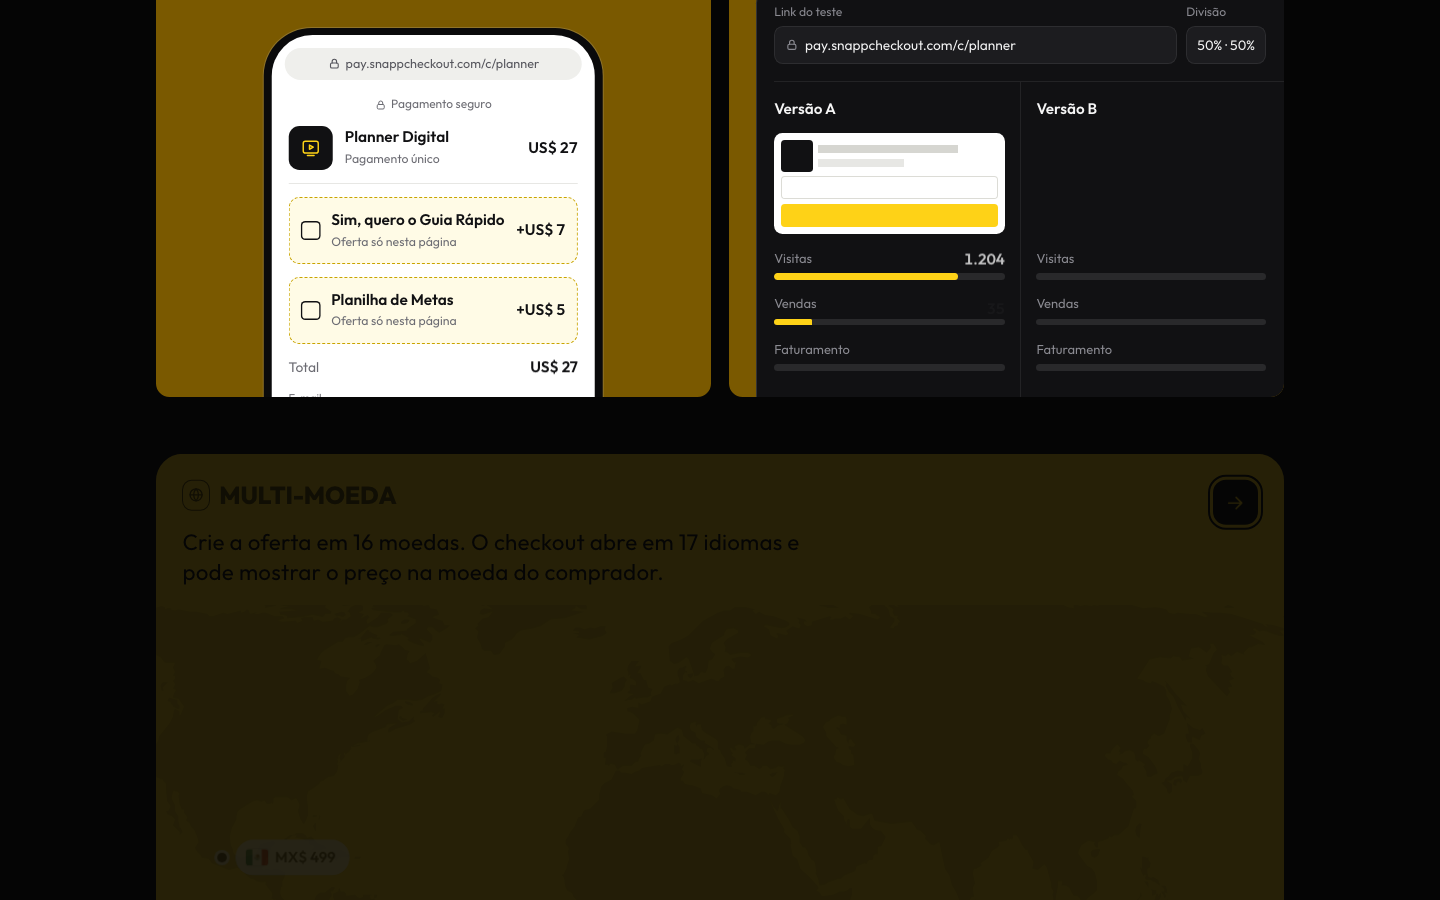 pay.snappcheckout.com/c/planner
Pagamento seguro
Planner Digital
Pagamento único
US$ 27
Sim, quero o Guia Rápido
Oferta só nesta página
+US$ 7
Planilha de Metas
Oferta só nesta página
+US$ 5
Total
US$ 27
Link do teste
Divisão
pay.snappcheckout.com/c/planner
50% · 50%
Versão A
Versão B
Visitas
1.204
Vendas
35
Faturamento
Visitas
Vendas
Faturamento
MULTI-MOEDA
Crie a oferta em 16 moedas. O checkout abre em 17 idiomas e
pode mostrar o preço na moeda do comprador.
MX$ 499